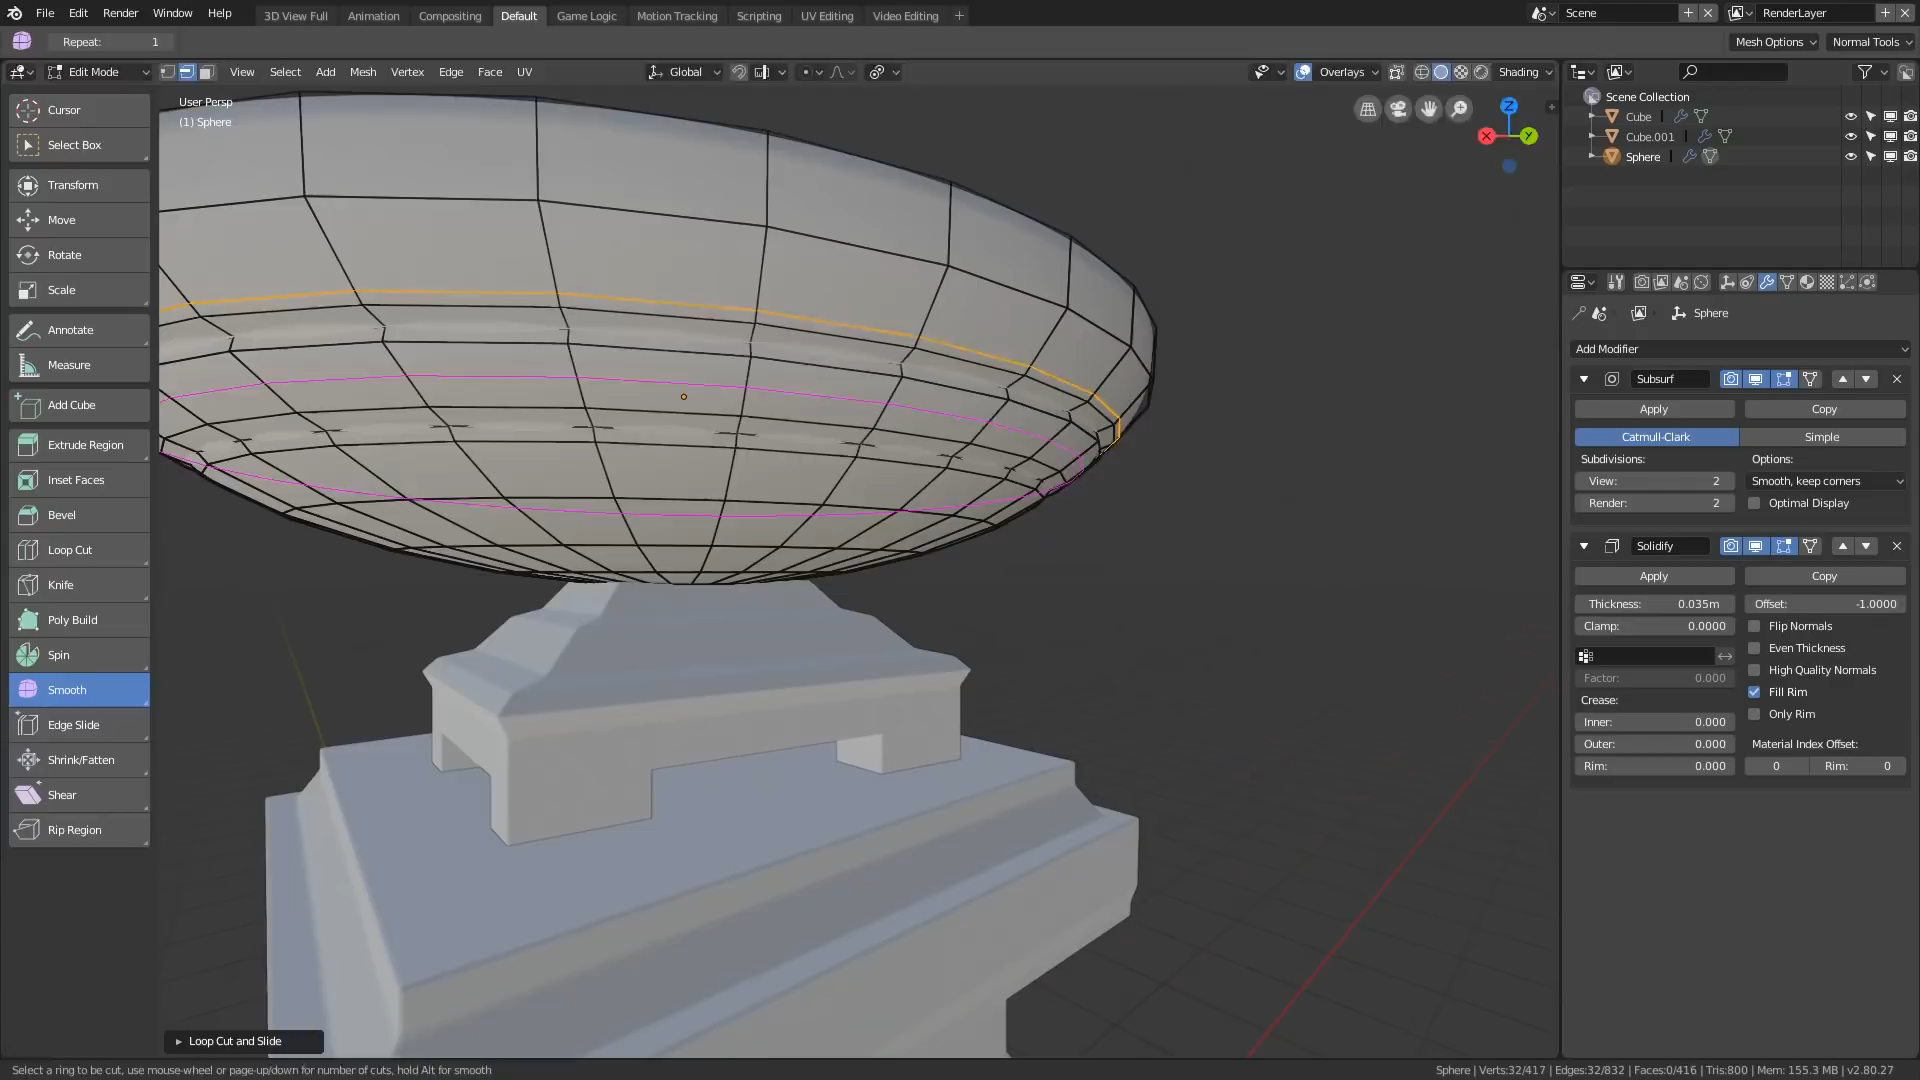 File Edit Render Window Help
3D View Full Animation Compositing Default Game Logic Motion Tracking Scripting UV Editing Video Editing
Scene RenderLayer
Repeat: 1
Mesh Options Normal Tools
Edit Mode View Select Add Mesh Vertex Edge Face UV Global Overlays Shading
User Persp
(1) Sphere
Z
X Y
Cursor
Select Box
Transform
Move
Rotate
Scale
Annotate
Measure
Add Cube
Extrude Region
Inset Faces
Bevel
Loop Cut
Knife
Poly Build
Spin
Smooth
Edge Slide
Shrink/Fatten
Shear
Rip Region
Scene Collection
Cube
Cube.001
Sphere
Sphere
Add Modifier
Subsurf
Apply Copy
Catmull-Clark Simple
Subdivisions: Options:
View: 2 Smooth, keep corners
Render: 2 Optimal Display
Solidify
Apply Copy
Thickness: 0.035m Offset: -1.0000
Clamp: 0.0000 Flip Normals
Even Thickness
High Quality Normals
Factor: 0.000
Fill Rim
Crease:
Only Rim
Inner: 0.000
Outer: 0.000 Material Index Offset:
Rim: 0.000 0 Rim: 0
Loop Cut and Slide
Select a ring to be cut, use mouse-wheel or page-up/down for number of cuts, hold Alt for smooth
Sphere | Verts:32/417 | Edges:32/832 | Faces:0/416 | Tris:800 | Mem: 155.3 MB | v2.80.27